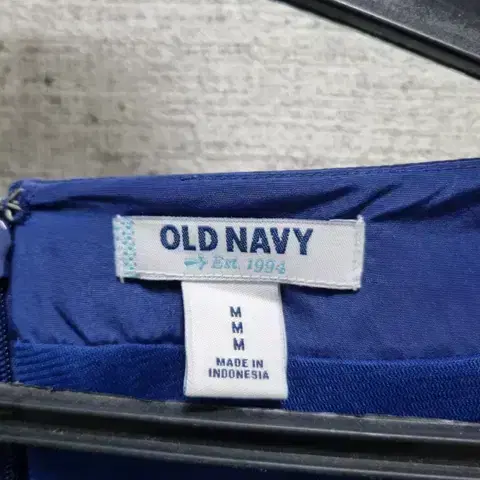 OLD NAVY
Est. 1994
M
M
M
MADE IN
INDONESIA